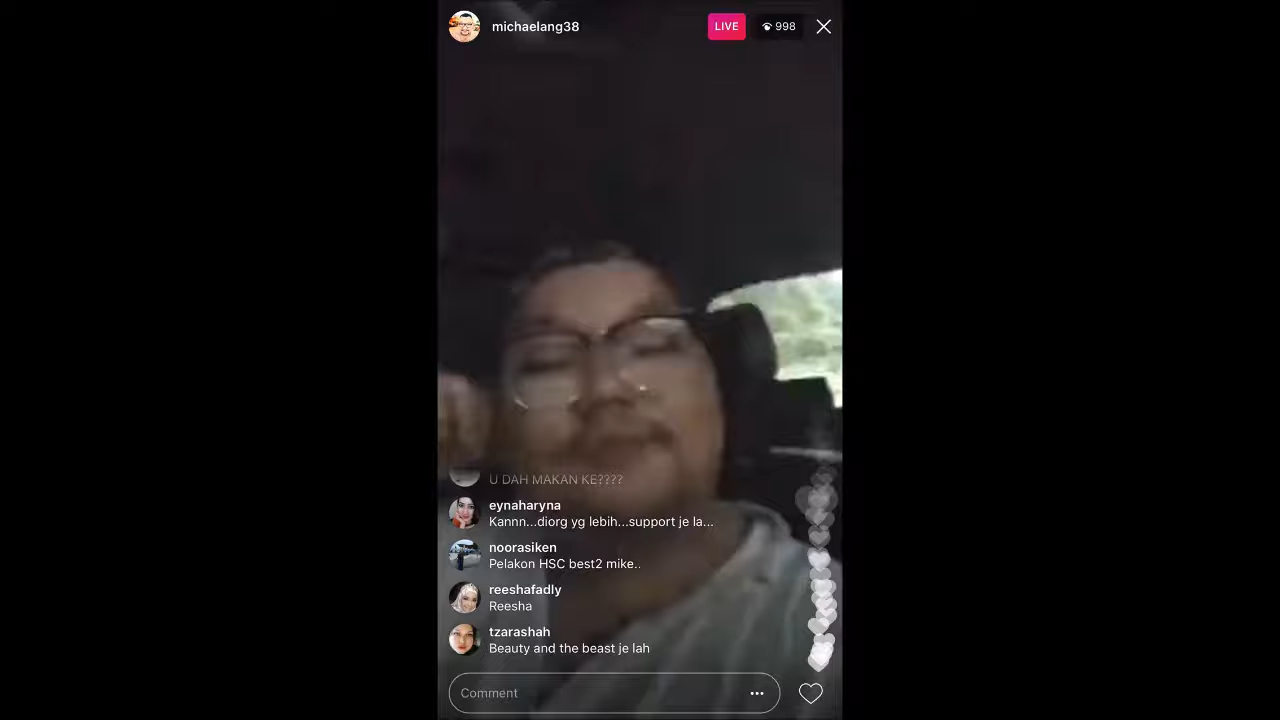 michaelang38
LIVE
998
U DAH MAKAN KE????
eynaharyna
Kannn...diorg yg lebih...support je la...
noorasiken
Pelakon HSC best2 mike..
reeshafadly
Reesha
tzarashah
Beauty and the beast je lah
Comment